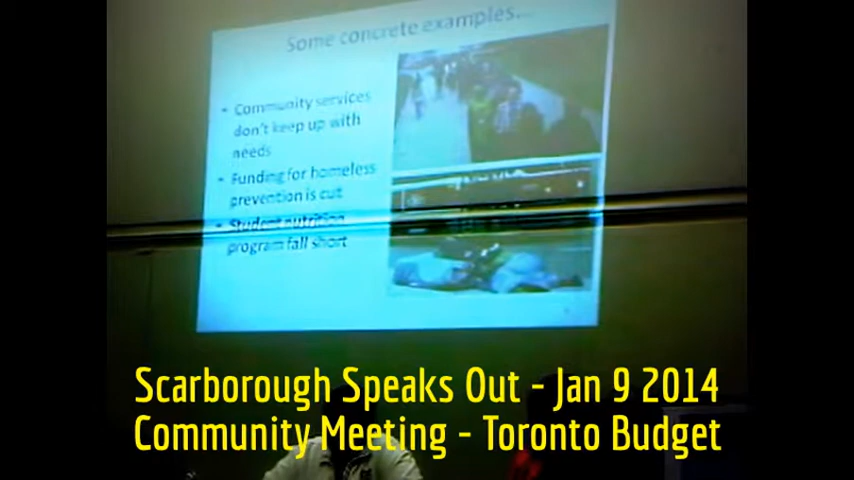 Some concrete examples...
• Community services
don't keep up with
needs
• Funding for homeless
prevention is cut
• Student nutrition
program fall short
Scarborough Speaks Out - Jan 9 2014
Community Meeting - Toronto Budget